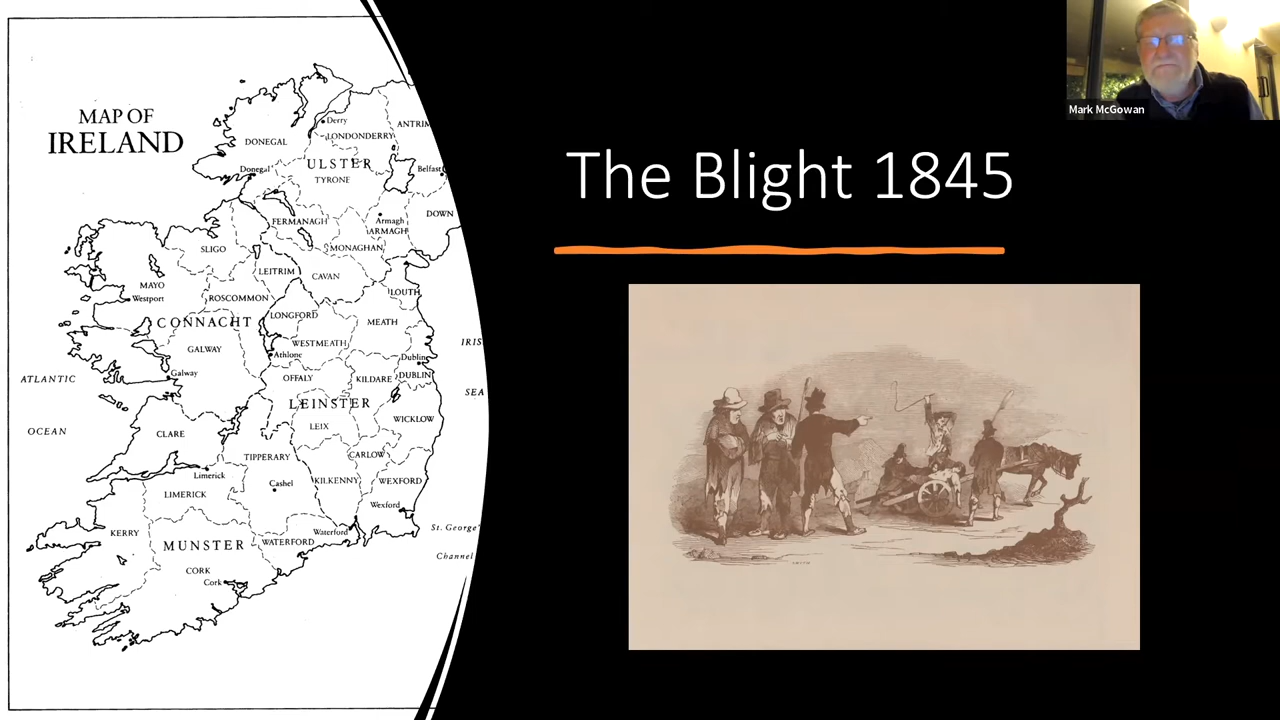 MAP OF
IRELAND
Derry
ANTRIM
LONDONDERRY
DONEGAL
ULSTER
Donegal
Belfast
TYRONE
DOWN
FERMANAGH
Armagh
ARMAGH
SLIGO
MONAGHAN
LEITRIM
CAVAN
MAYO
Westport
ROSCOMMON
LOUTH
LONGFORD
CONNACHT
MEATH
WESTMEATH
IRIS
GALWAY
Athlone
Dublin
Galway
DUBLIN
ATLANTIC
OFFALY
KILDARE
SEA
LEINSTER
WICKLOW
OCEAN
CLARE
LEIX
TIPPERARY
CARLOW
Limerick
KILKENNY
WEXFORD
Cashel
LIMERICK
Wexford
KERRY
Waterford
St. George'
WATERFORD
MUNSTER
Channel
CORK
Cork
The Blight 1845
Mark McGowan